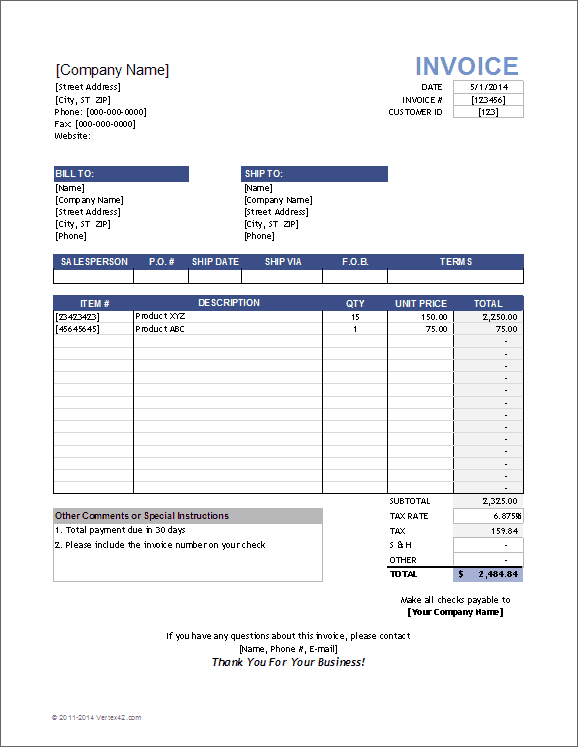 INVOICE
[Company Name]
[Street Address]
DATE 5/1/2014
[City, ST ZIP]
INVOICE # [123456]
Phone: [000-000-0000]
CUSTOMER ID [123]
Fax: [000-000-0000]
Website:
BILL TO:
[Name]
[Company Name]
[Street Address]
[City, ST ZIP]
[Phone]
SHIP TO:
[Name]
[Company Name]
[Street Address]
[City, ST ZIP]
[Phone]
SALESPERSON P.O. # SHIP DATE SHIP VIA F.O.B. TERMS
ITEM # DESCRIPTION QTY UNIT PRICE TOTAL
[23423423] Product XYZ 15 150.00 2,250.00
[45645645] Product ABC 1 75.00 75.00
-
-
-
-
-
-
-
-
-
-
-
-
-
SUBTOTAL 2,325.00
TAX RATE 6.875%
TAX 159.84
S & H -
OTHER -
TOTAL $ 2,484.84
Other Comments or Special Instructions
1. Total payment due in 30 days
2. Please include the invoice number on your check
Make all checks payable to
[Your Company Name]
If you have any questions about this invoice, please contact
[Name, Phone #, E-mail]
Thank You For Your Business!
© 2011-2014 Vertex42.com